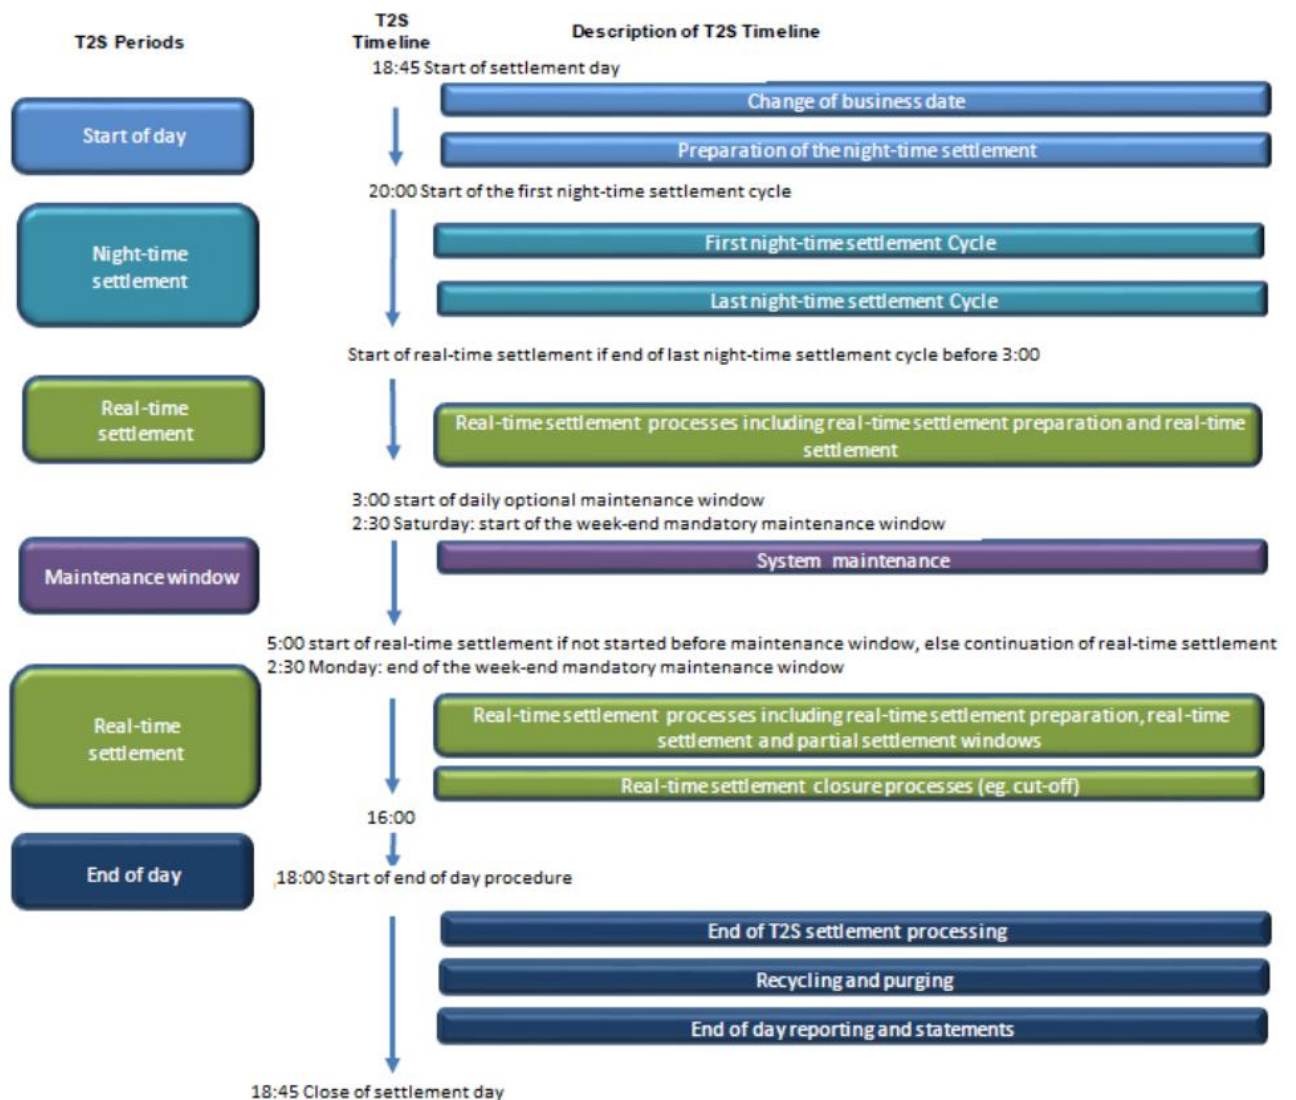 T2S Periods
T2S
Timeline
Description of T2S Timeline
18:45 Start of settlement day
Change of business date
Start of day
Preparation of the night-time settlement
20:00 Start of the first night-time settlement cycle
Night-time
settlement
First night-time settlement Cycle
Last night-time settlement Cycle
Start of real-time settlement if end of last night-time settlement cycle before 3:00
Real-time
settlement
Real-time settlement processes including real-time settlement preparation and real-time
settlement
3:00 start of daily optional maintenance window
2:30 Saturday: start of the week-end mandatory maintenance window
Maintenance window
System maintenance
5:00 start of real-time settlement if not started before maintenance window, else continuation of real-time settlement
2:30 Monday: end of the week-end mandatory maintenance window
Real-time
settlement
Real-time settlement processes including real-time settlement preparation, real-time
settlement and partial settlement windows
Real-time settlement closure processes (eg. cut-off)
16:00
End of day
18:00 Start of end of day procedure
End of T2S settlement processing
Recycling and purging
End of day reporting and statements
18:45 Close of settlement day